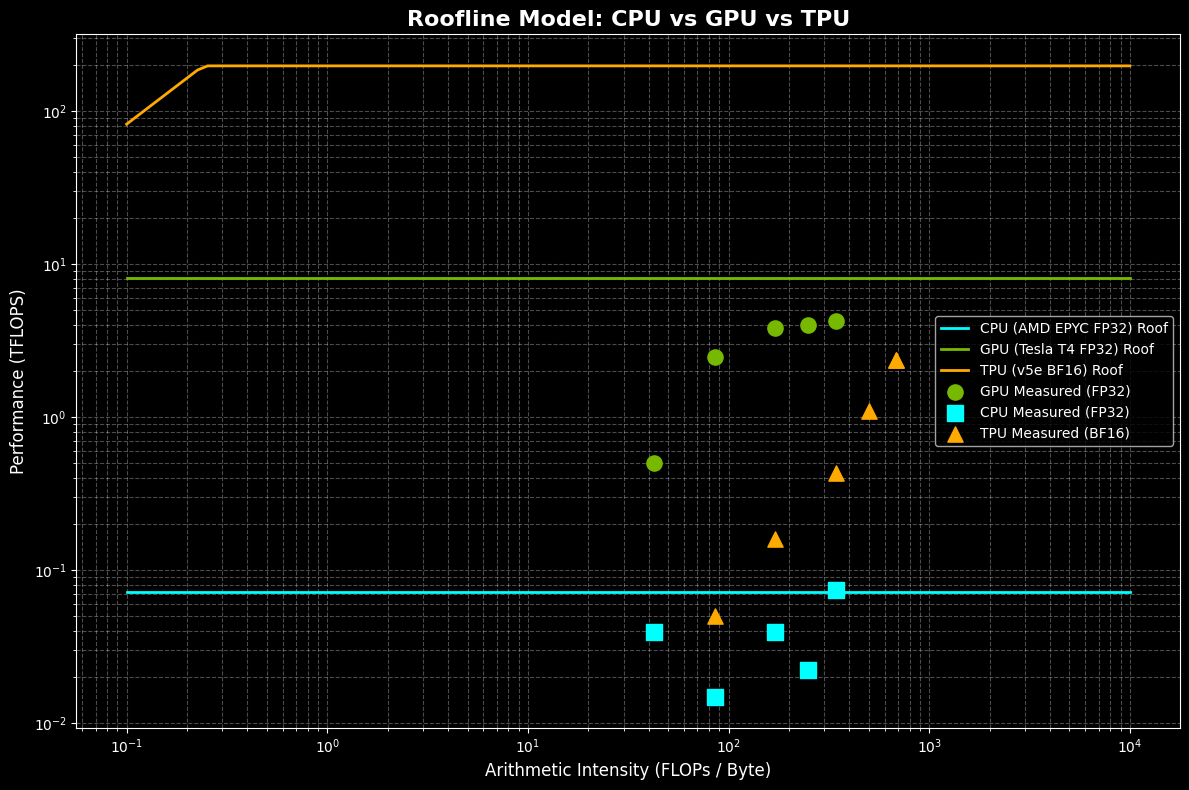 Roofline Model: CPU vs GPU vs TPU
Performance (TFLOPS)
10²
10¹
10⁰
10⁻¹
10⁻²
CPU (AMD EPYC FP32) Roof
GPU (Tesla T4 FP32) Roof
TPU (v5e BF16) Roof
GPU Measured (FP32)
CPU Measured (FP32)
TPU Measured (BF16)
10⁻¹ 10⁰ 10¹ 10² 10³ 10⁴
Arithmetic Intensity (FLOPs / Byte)